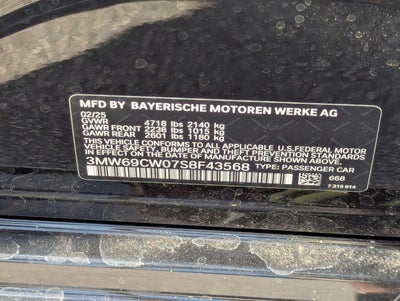 MFD BY BAYERISCHE MOTOREN WERKE AG
02/25
GVWR 4718 lbs 2140 kg
GAWR FRONT 2238 lbs 1015 kg
GAWR REAR 2601 lbs 1180 kg
THIS VEHICLE CONFORMS TO ALL APPLICABLE U.S. FEDERAL MOTOR
VEHICLE SAFETY, BUMPER, AND THEFT PREVENTION STANDARDS IN
EFFECT ON THE DATE OF MANUFACTURE SHOWN ABOVE.
3MW69CW07S8F43568 TYPE: PASSENGER CAR
668
7 315 814